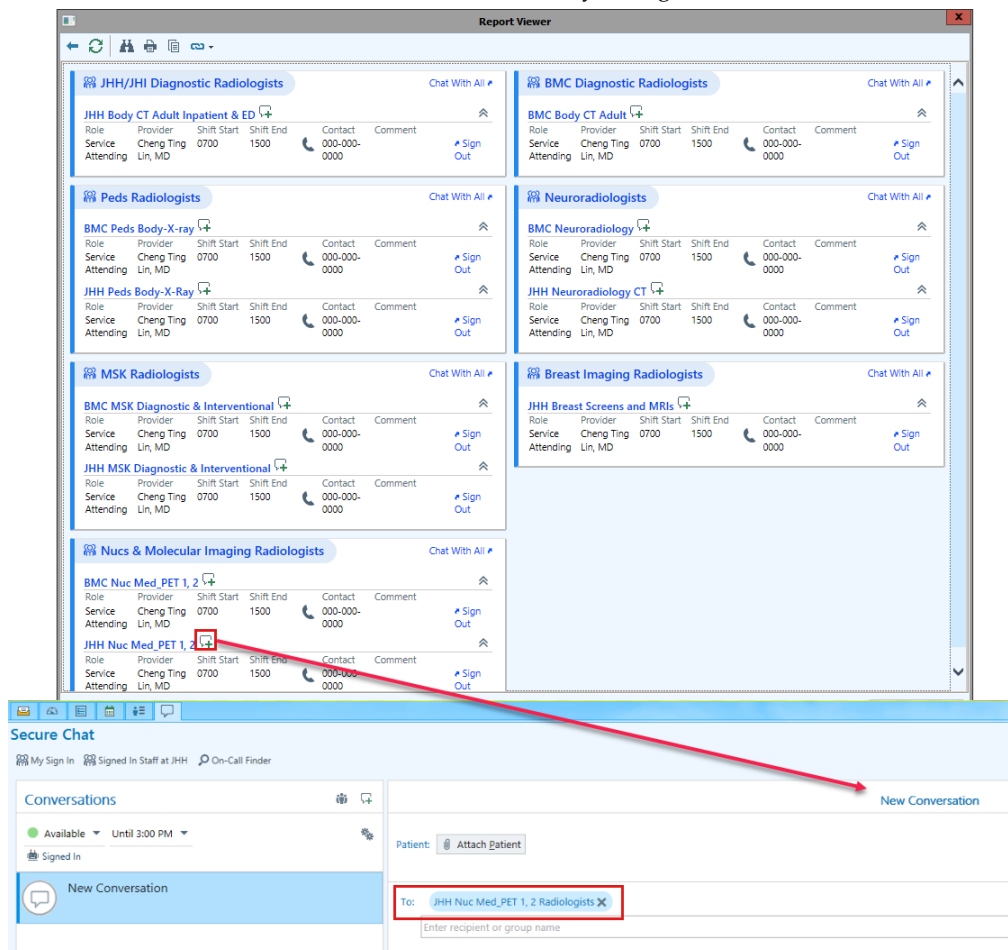 Report Viewer
JHH/JHI Diagnostic Radiologists Chat With All
JHH Body CT Adult Inpatient & ED
Role Provider Shift Start Shift End Contact Comment
Service Cheng Ting 0700 1500 000-000- Sign
Attending Lin, MD 0000 Out
BMC Diagnostic Radiologists Chat With All
BMC Body CT Adult
Role Provider Shift Start Shift End Contact Comment
Service Cheng Ting 0700 1500 000-000- Sign
Attending Lin, MD 0000 Out
Peds Radiologists Chat With All
BMC Peds Body-X-ray
Role Provider Shift Start Shift End Contact Comment
Service Cheng Ting 0700 1500 000-000- Sign
Attending Lin, MD 0000 Out
JHH Peds Body-X-Ray
Role Provider Shift Start Shift End Contact Comment
Service Cheng Ting 0700 1500 000-000- Sign
Attending Lin, MD 0000 Out
Neuroradiologists Chat With All
BMC Neuroradiology
Role Provider Shift Start Shift End Contact Comment
Service Cheng Ting 0700 1500 000-000- Sign
Attending Lin, MD 0000 Out
JHH Neuroradiology CT
Role Provider Shift Start Shift End Contact Comment
Service Cheng Ting 0700 1500 000-000- Sign
Attending Lin, MD 0000 Out
MSK Radiologists Chat With All
BMC MSK Diagnostic & Interventional
Role Provider Shift Start Shift End Contact Comment
Service Cheng Ting 0700 1500 000-000- Sign
Attending Lin, MD 0000 Out
JHH MSK Diagnostic & Interventional
Role Provider Shift Start Shift End Contact Comment
Service Cheng Ting 0700 1500 000-000- Sign
Attending Lin, MD 0000 Out
Breast Imaging Radiologists Chat With All
JHH Breast Screens and MRIs
Role Provider Shift Start Shift End Contact Comment
Service Cheng Ting 0700 1500 000-000- Sign
Attending Lin, MD 0000 Out
Nucs & Molecular Imaging Radiologists Chat With All
BMC Nuc Med_PET 1, 2
Role Provider Shift Start Shift End Contact Comment
Service Cheng Ting 0700 1500 000-000- Sign
Attending Lin, MD 0000 Out
JHH Nuc Med_PET 1, 2
Role Provider Shift Start Shift End Contact Comment
Service Cheng Ting 0700 1500 000-000- Sign
Attending Lin, MD 0000 Out
Secure Chat
My Sign In Signed In Staff at JHH On-Call Finder
Conversations
Available Until 3:00 PM
Signed In
New Conversation
New Conversation
Patient: Attach Patient
To: JHH Nuc Med_PET 1, 2 Radiologists
Enter recipient or group name